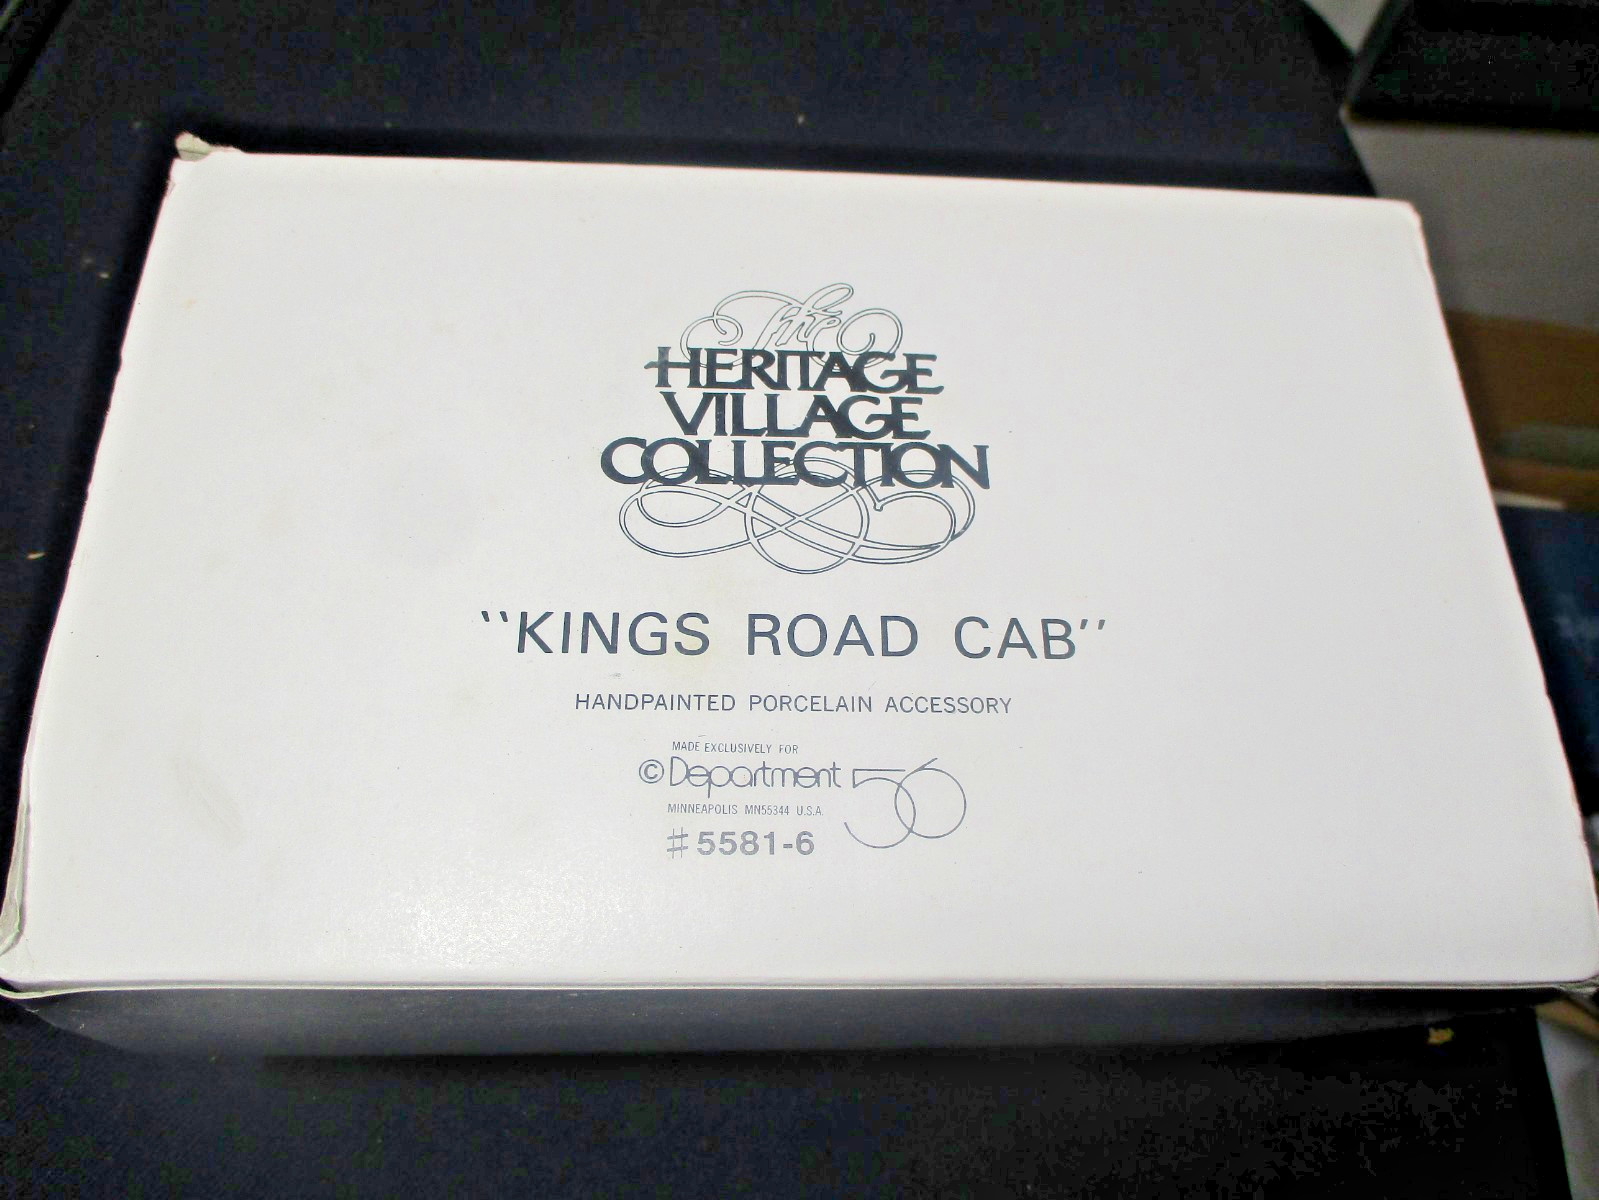 The
HERITAGE
VILLAGE
COLLECTION
"KINGS ROAD CAB"
HANDPAINTED PORCELAIN ACCESSORY
MADE EXCLUSIVELY FOR
© Department 56
MINNEAPOLIS MN55344 U.S.A.
#5581-6